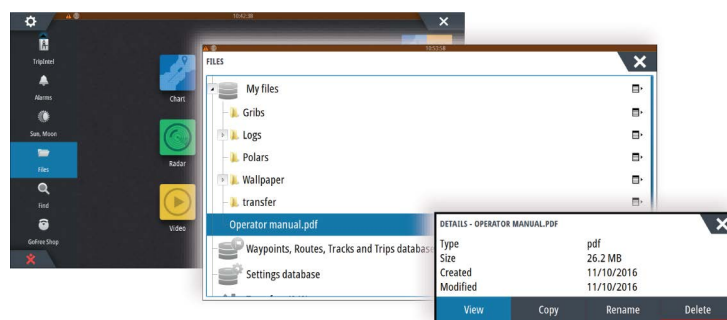 10:42:38
TripIntel
Alarms
Sun, Moon
Files
Find
GoFree Shop
Chart
Radar
Video
10:53:58
FILES
My files
Gribs
Logs
Polars
Wallpaper
transfer
Operator manual.pdf
Waypoints, Routes, Tracks and Trips databas
Settings database
DETAILS - OPERATOR MANUAL.PDF
Type pdf
Size 26.2 MB
Created 11/10/2016
Modified 11/10/2016
View Copy Rename Delete